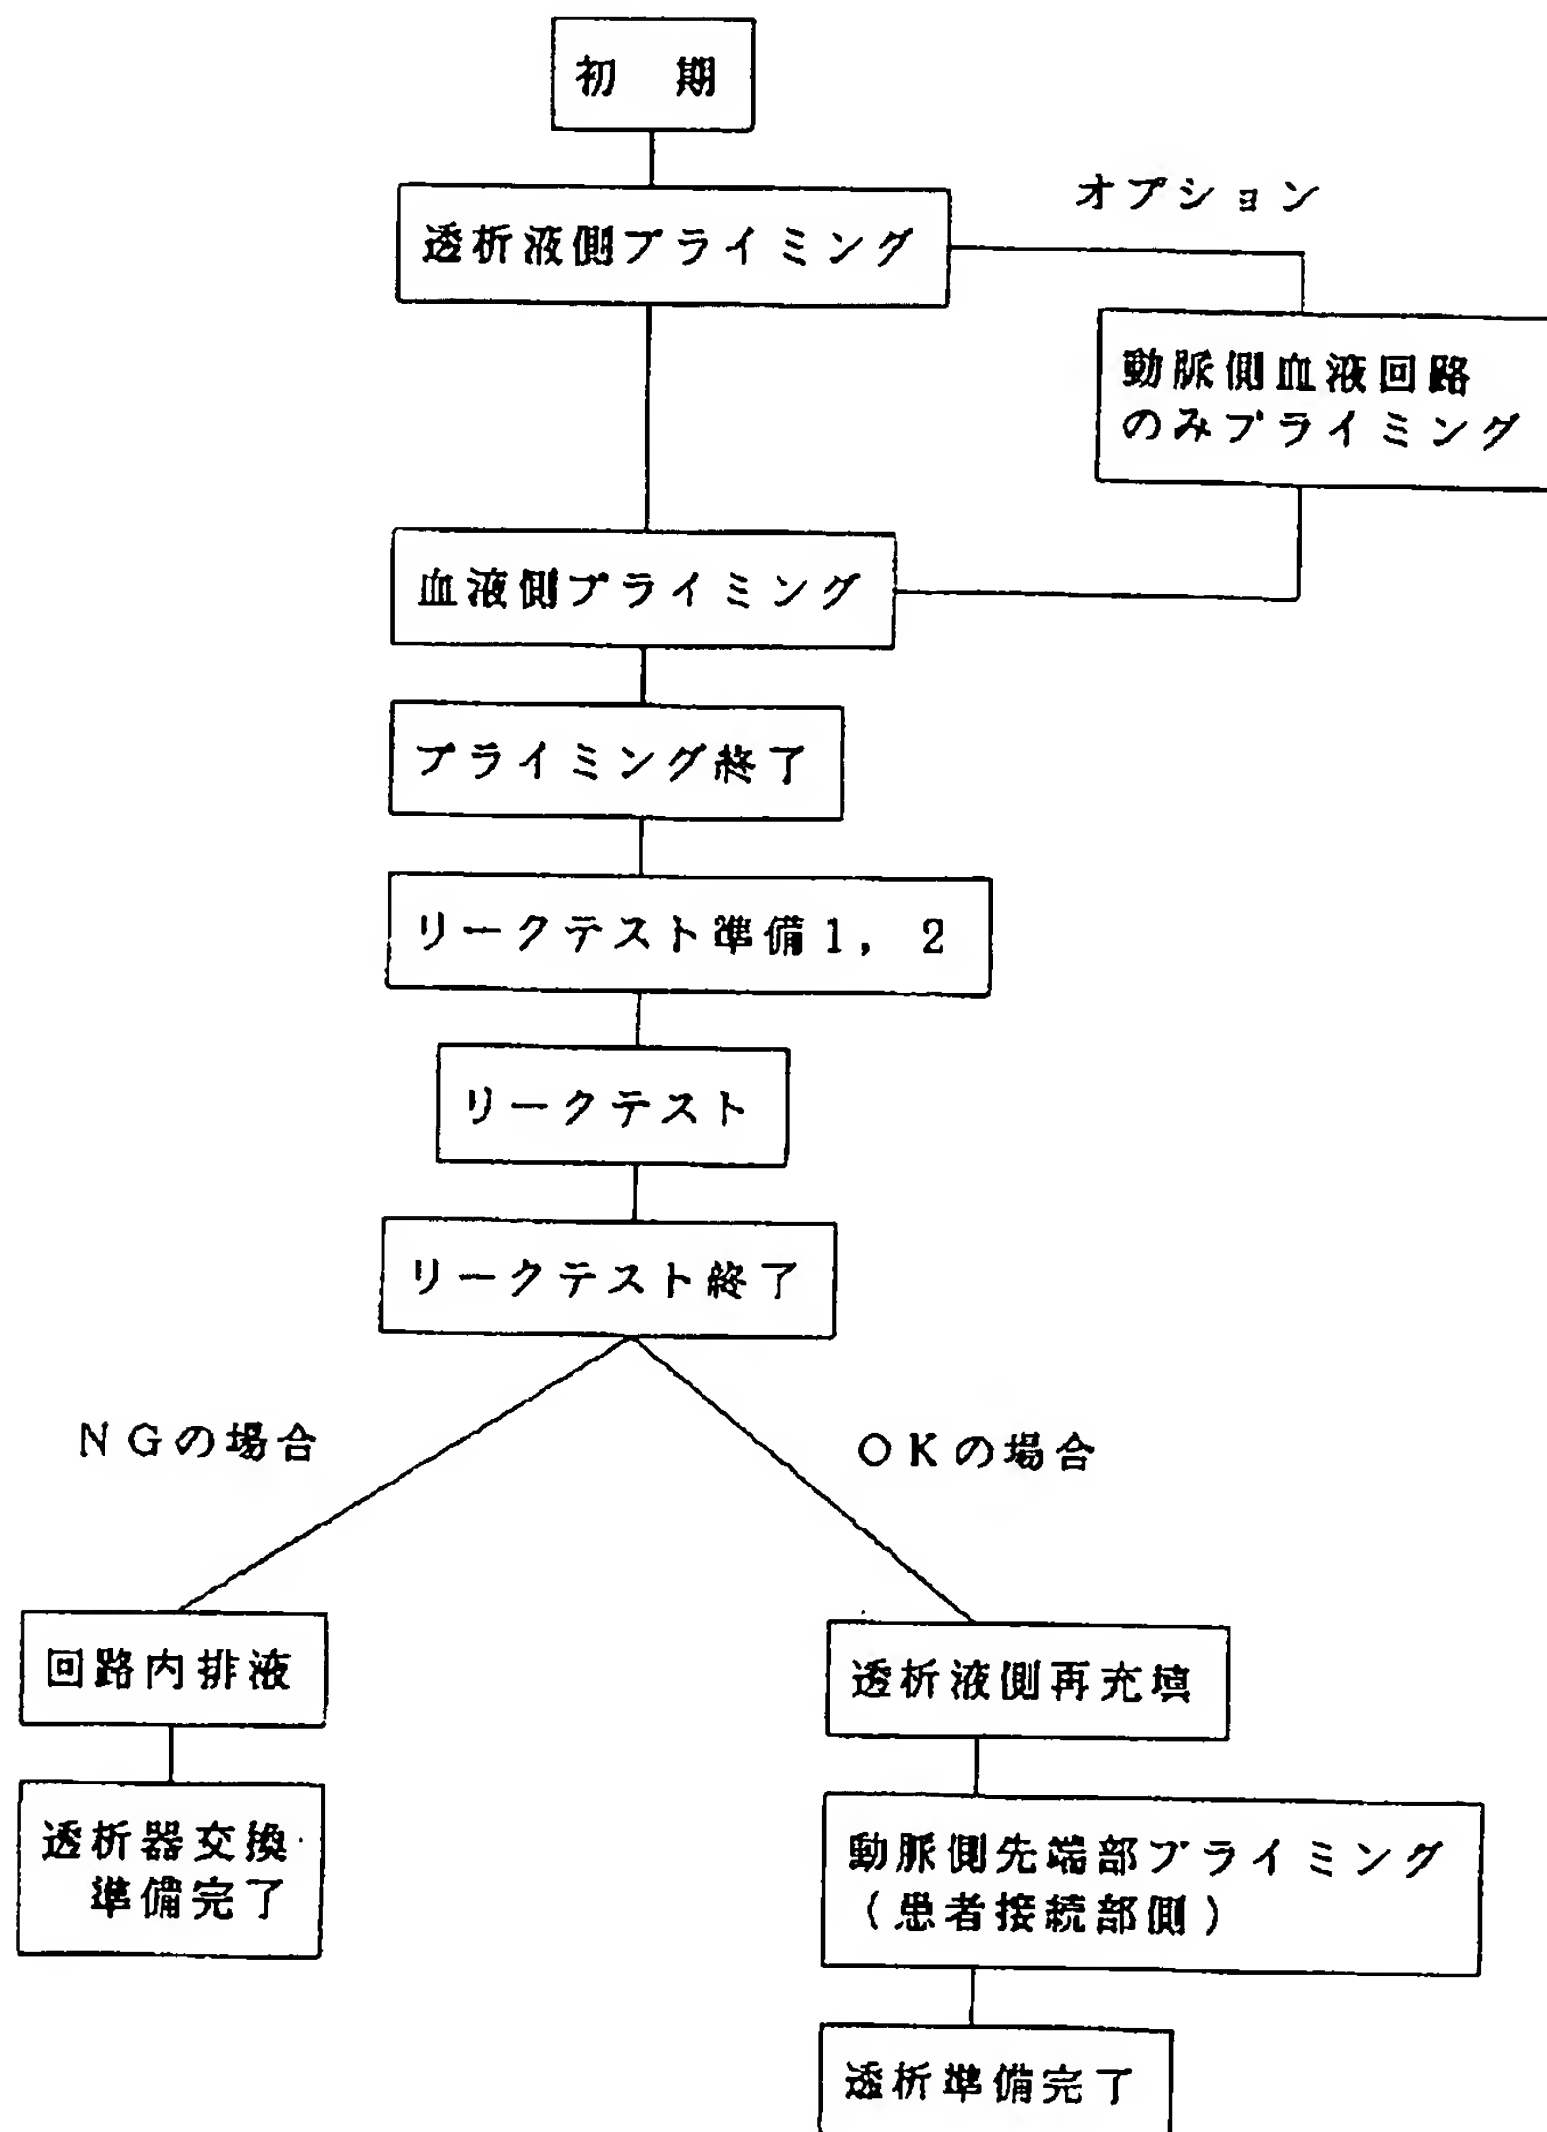 初　期
透析液側プライミング
オプション
動脈側血液回路
のみプライミング
血液側プライミング
プライミング終了
リークテスト準備1，2
リークテスト
リークテスト終了
NGの場合
OKの場合
回路内排液
透析液側再充填
透析器交換
準備完了
動脈側先端部プライミング
（患者接続部側）
透析準備完了